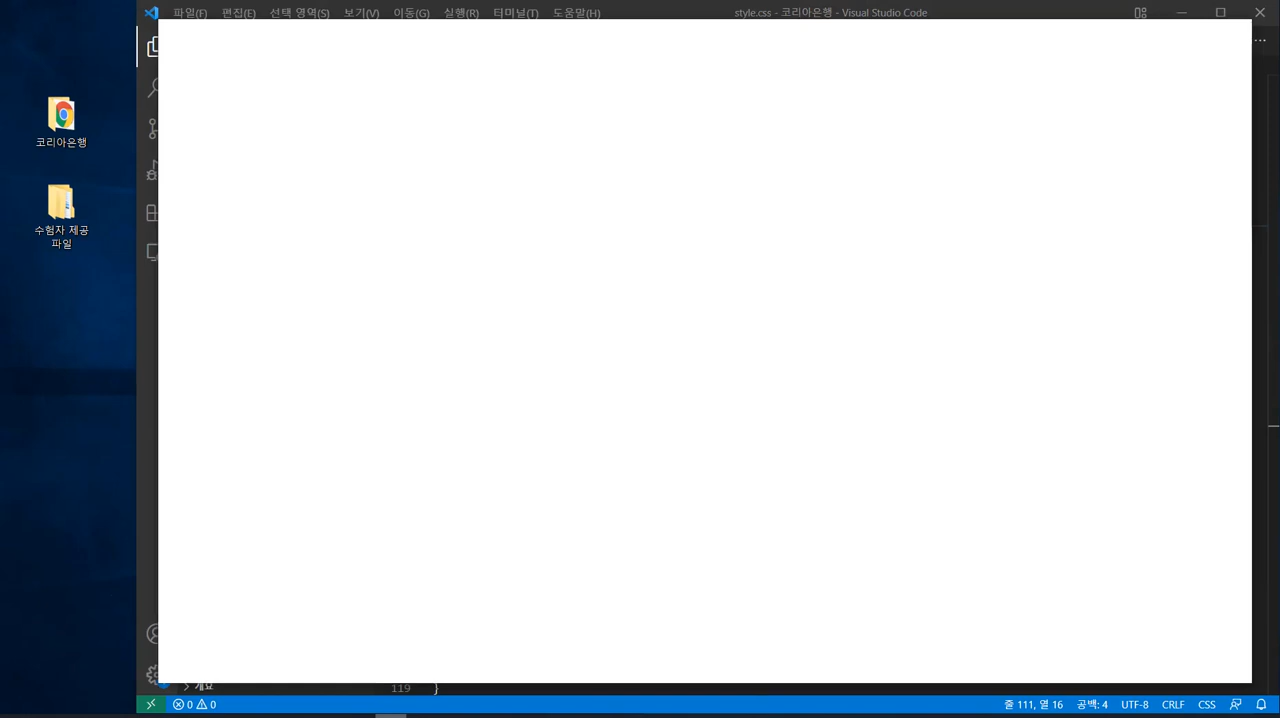 파일(F) 편집(E) 선택 영역(S) 보기(V) 이동(G) 실행(R) 터미널(T) 도움말(H) style.css - 코리아은행 - Visual Studio Code
코리아은행
수험자 제공
파일
개요 119 }
0 0 줄 111, 열 16 공백: 4 UTF-8 CRLF CSS